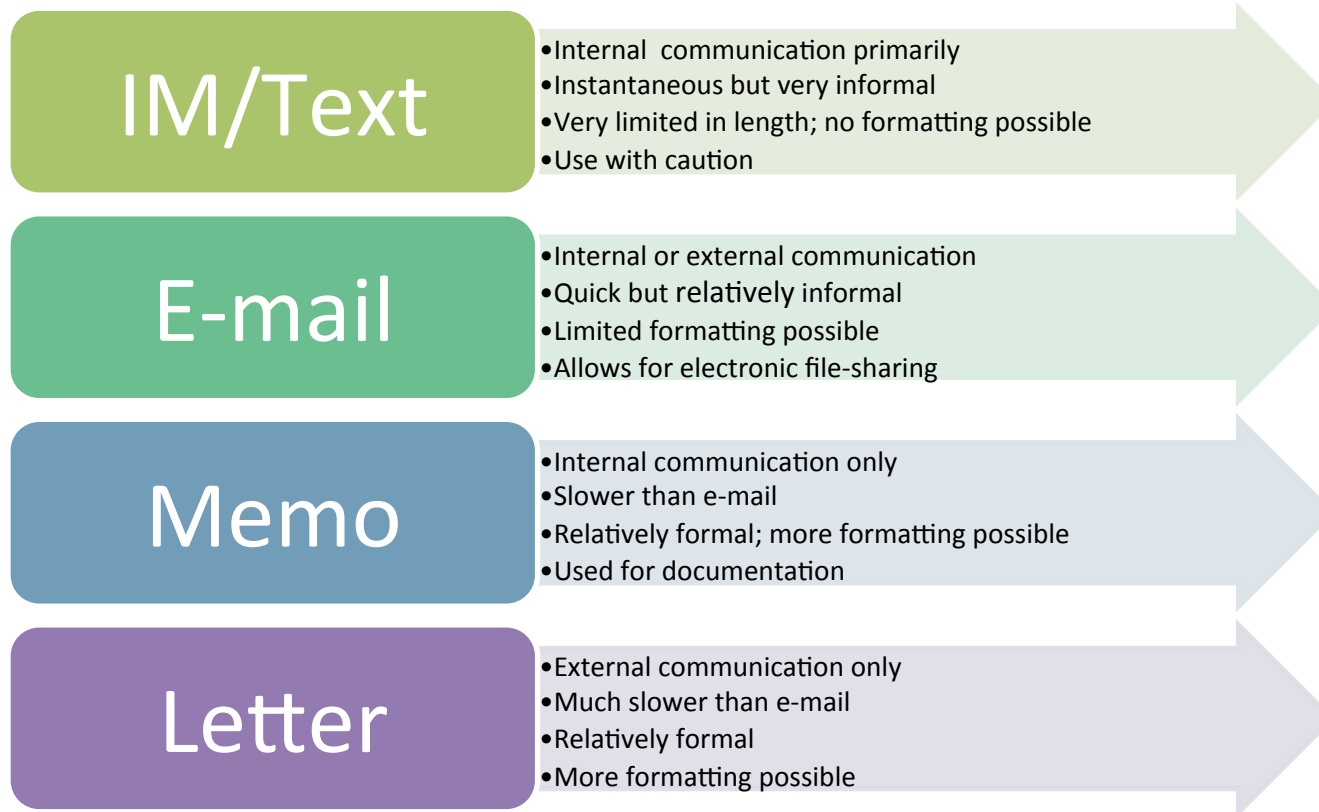 IM/Text
•Internal  communication primarily
•Instantaneous but very informal
•Very limited in length; no formatting possible
•Use with caution
E-mail
•Internal or external communication
•Quick but relatively informal
•Limited formatting possible
•Allows for electronic file-sharing
Memo
•Internal communication only
•Slower than e-mail
•Relatively formal; more formatting possible
•Used for documentation
Letter
•External communication only
•Much slower than e-mail
•Relatively formal
•More formatting possible